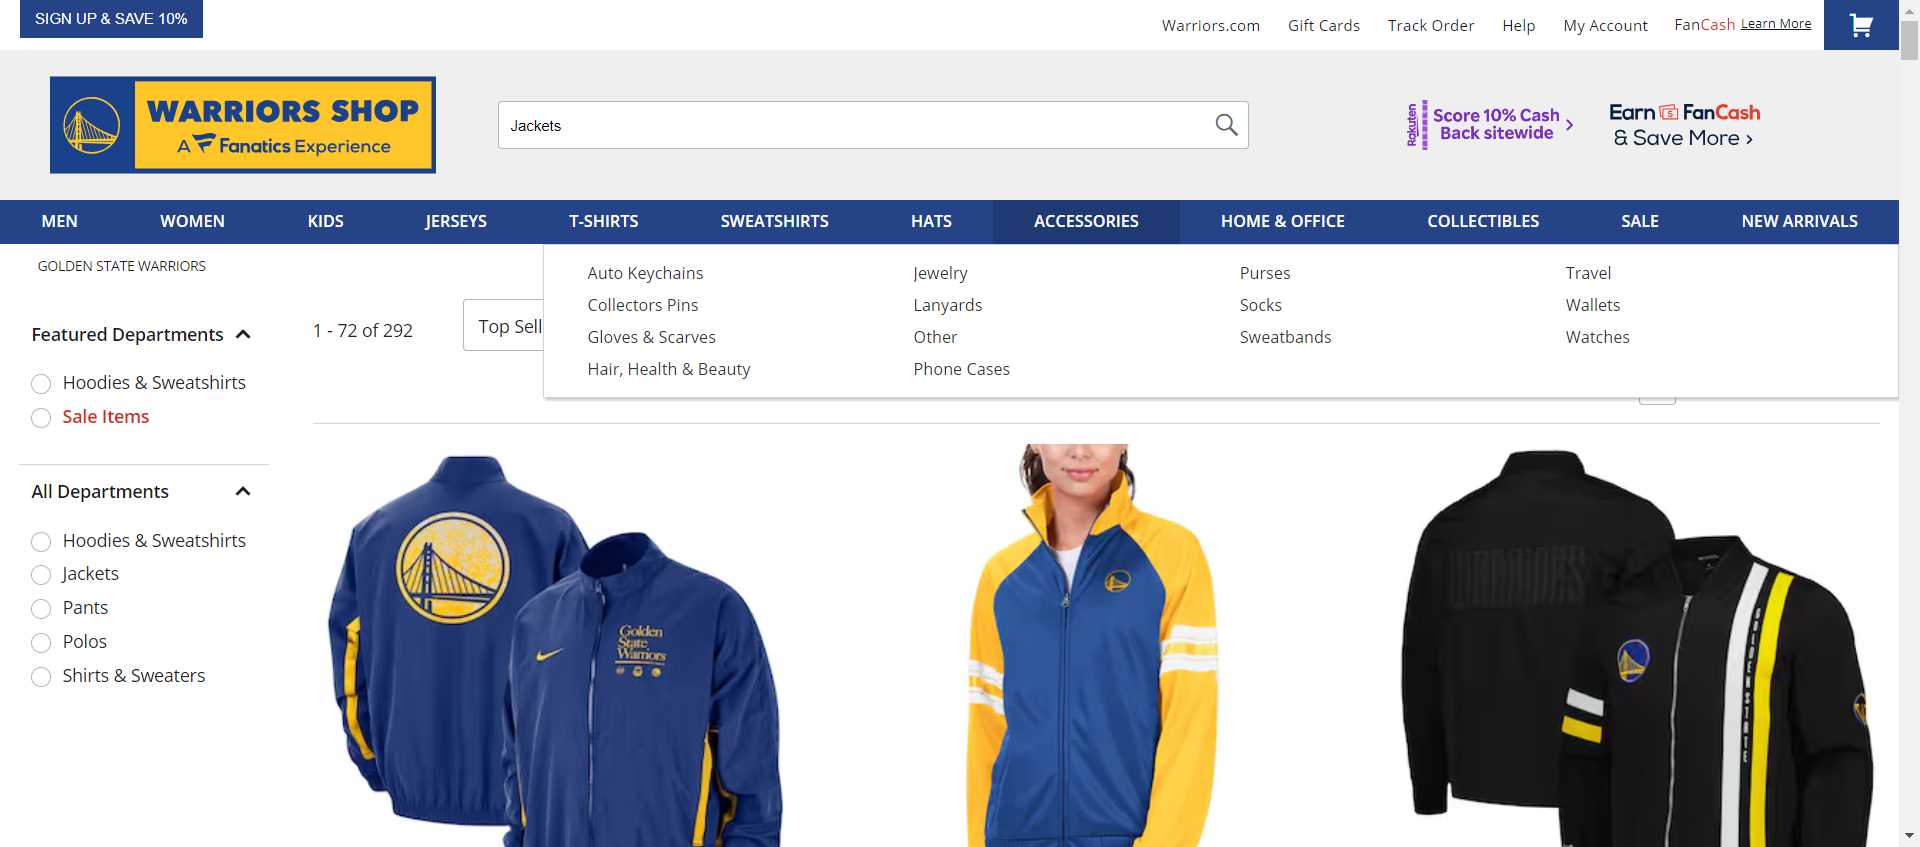 SIGN UP & SAVE 10%
Warriors.com Gift Cards Track Order Help My Account FanCash Learn More
WARRIORS SHOP
A Fanatics Experience
Jackets
Rakuten
Score 10% Cash
Back sitewide
Earn FanCash
& Save More
MEN WOMEN KIDS JERSEYS T-SHIRTS SWEATSHIRTS HATS ACCESSORIES HOME & OFFICE COLLECTIBLES SALE NEW ARRIVALS
GOLDEN STATE WARRIORS
Auto Keychains Jewelry Purses Travel
Collectors Pins Lanyards Socks Wallets
Gloves & Scarves Other Sweatbands Watches
Hair, Health & Beauty Phone Cases
1 - 72 of 292
Top Sell
Featured Departments
Hoodies & Sweatshirts
Sale Items
All Departments
Hoodies & Sweatshirts
Jackets
Pants
Polos
Shirts & Sweaters
Golden
State
Warriors
WARRIORS
GOLDEN STATE